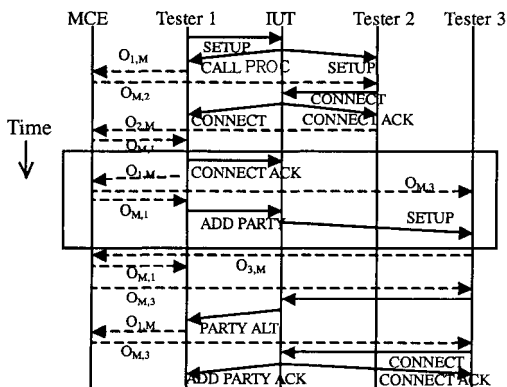 MCE Tester 1 IUT Tester 2 Tester 3
SETUP
O1,M
CALL PROC
SETUP
OM,2
CONNECT
CONNECT
CONNECT ACK
Time
O2,M
OM,1
O1,M
CONNECT ACK
OM,3
OM,1
ADD PARTY
SETUP
O3,M
OM,1
OM,3
O1,M
PARTY ALT
OM,3
CONNECT
ADD PARTY ACK
CONNECT ACK